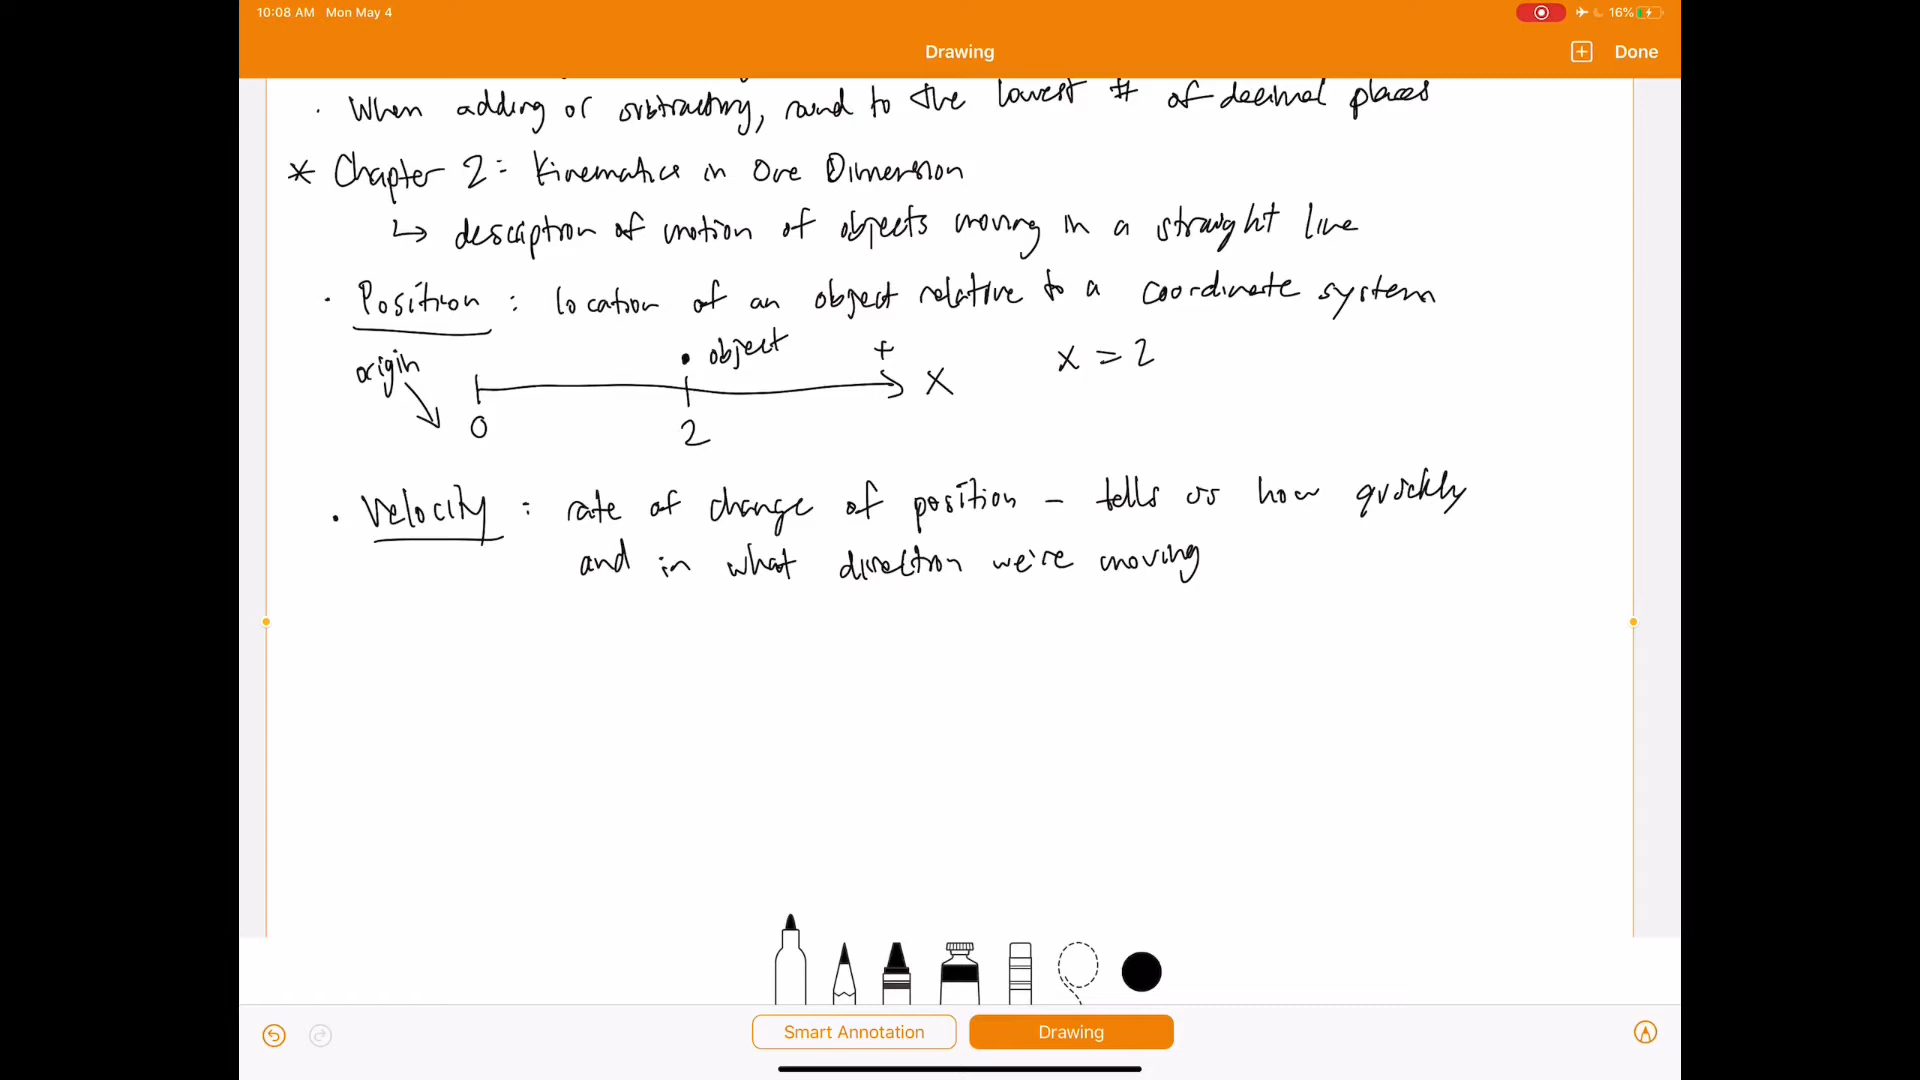 10:08 AM Mon May 4
16%
Drawing
Done
· When adding or subtracting, round to the lowest # of decimal places
* Chapter 2: Kinematics in One Dimension
↳ description of motion of objects moving in a straight line
· Position : location of an object relative to a coordinate system
origin
• object
+
x = 2
X
0
2
· Velocity : rate of change of position – tells us how quickly
and in what direction we're moving
Smart Annotation
Drawing